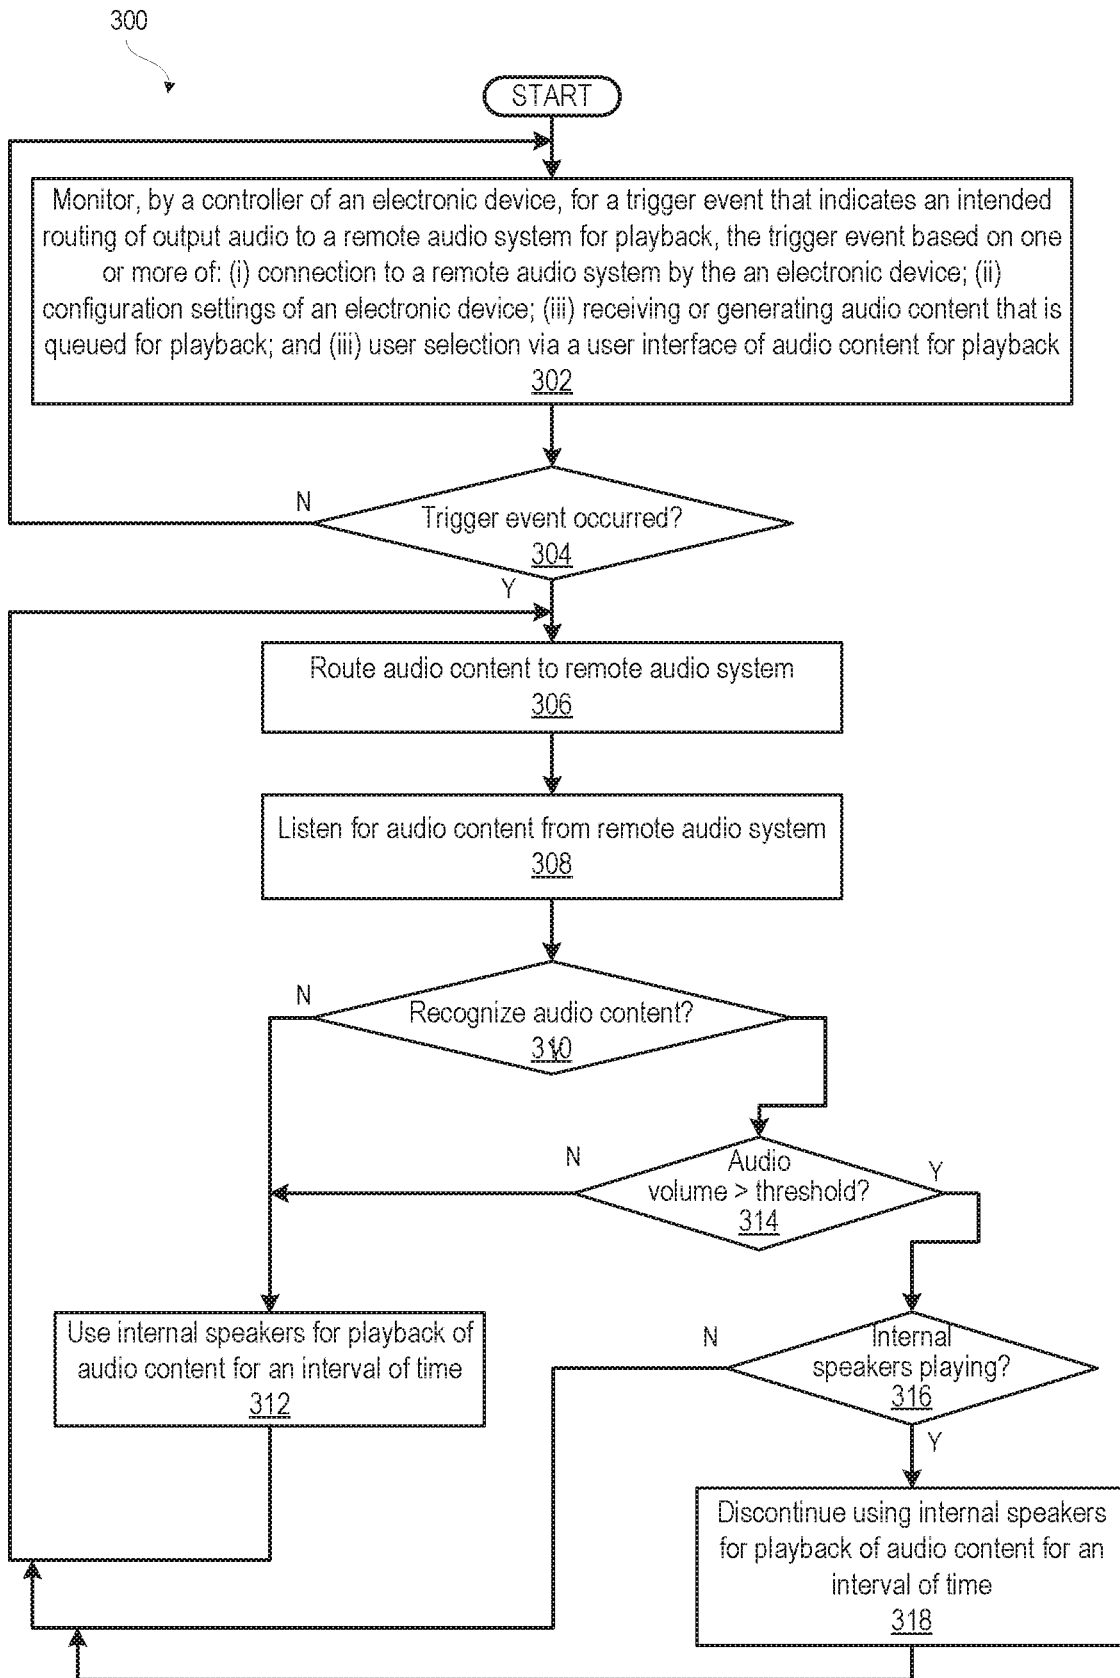 300
START
Monitor, by a controller of an electronic device, for a trigger event that indicates an intended
routing of output audio to a remote audio system for playback, the trigger event based on one
or more of: (i) connection to a remote audio system by the an electronic device; (ii)
configuration settings of an electronic device; (iii) receiving or generating audio content that is
queued for playback; and (iii) user selection via a user interface of audio content for playback
302
N
Trigger event occurred?
304
Y
Route audio content to remote audio system
306
Listen for audio content from remote audio system
308
N
Recognize audio content?
310
Y
N
Audio
volume > threshold?
314
Y
Use internal speakers for playback of
audio content for an interval of time
312
N
Internal
speakers playing?
316
Y
Discontinue using internal speakers
for playback of audio content for an
interval of time
318